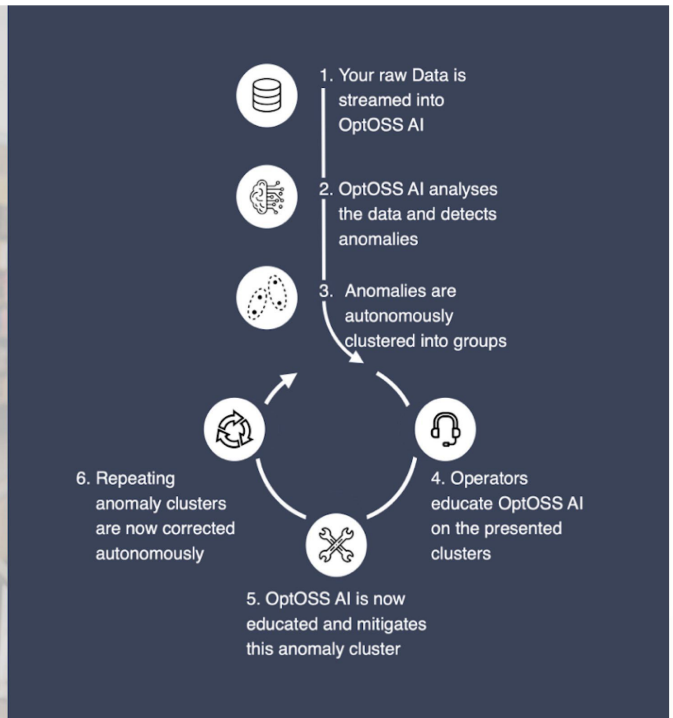 1. Your raw Data is
streamed into
OptOSS AI
2. OptOSS AI analyses
the data and detects
anomalies
3. Anomalies are
autonomously
clustered into groups
4. Operators
educate OptOSS AI
on the presented
clusters
5. OptOSS AI is now
educated and mitigates
this anomaly cluster
6. Repeating
anomaly clusters
are now corrected
autonomously